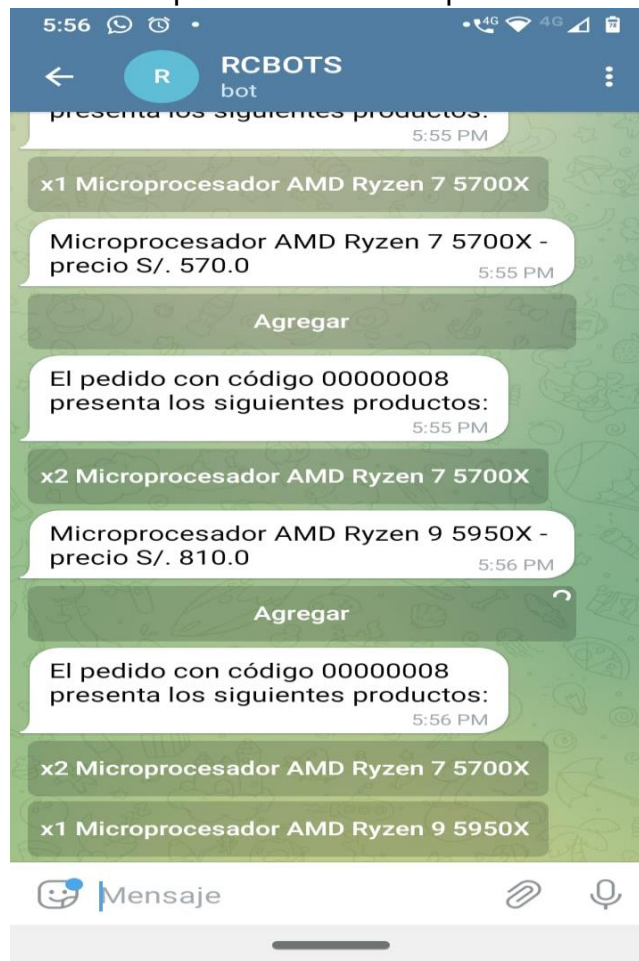 5:56
4G 4G
R
RCBOTS
bot
presenta los siguientes productos:
5:55 PM
x1 Microprocesador AMD Ryzen 7 5700X
Microprocesador AMD Ryzen 7 5700X -
precio S/. 570.0
5:55 PM
Agregar
El pedido con código 00000008
presenta los siguientes productos:
5:55 PM
x2 Microprocesador AMD Ryzen 7 5700X
Microprocesador AMD Ryzen 9 5950X -
precio S/. 810.0
5:56 PM
Agregar
El pedido con código 00000008
presenta los siguientes productos:
5:56 PM
x2 Microprocesador AMD Ryzen 7 5700X
x1 Microprocesador AMD Ryzen 9 5950X
Mensaje